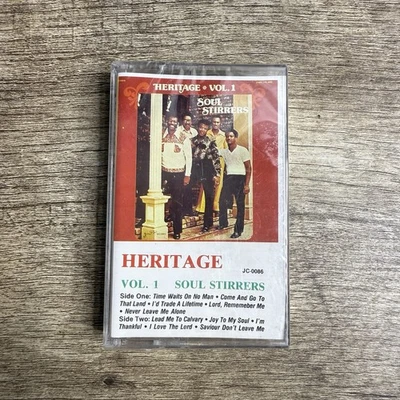 HERITAGE • VOL. 1
SOUL
STIRRERS
HERITAGE
JC-0086
VOL. 1 SOUL STIRRERS
Side One: Time Waits On No Man • Come And Go To
That Land • I'd Trade A Lifetime • Lord, Rememeber Me
• Never Leave Me Alone
Side Two: Lead Me To Calvary • Joy To My Soul • I'm
Thankful • I Love The Lord • Saviour Don't Leave Me